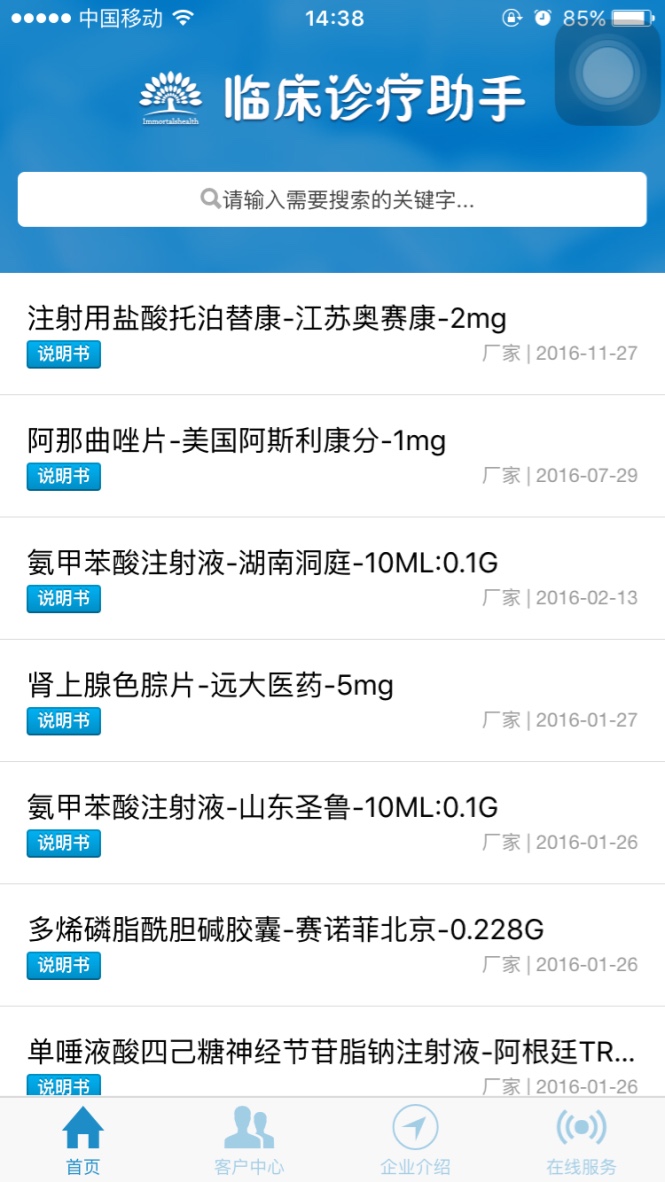 中国移动 14:38 85%
临床诊疗助手
Immortalshealth
请输入需要搜索的关键字...
注射用盐酸托泊替康-江苏奥赛康-2mg
说明书 厂家 | 2016-11-27
阿那曲唑片-美国阿斯利康分-1mg
说明书 厂家 | 2016-07-29
氨甲苯酸注射液-湖南洞庭-10ML:0.1G
说明书 厂家 | 2016-02-13
肾上腺色腙片-远大医药-5mg
说明书 厂家 | 2016-01-27
氨甲苯酸注射液-山东圣鲁-10ML:0.1G
说明书 厂家 | 2016-01-26
多烯磷脂酰胆碱胶囊-赛诺菲北京-0.228G
说明书 厂家 | 2016-01-26
单唾液酸四己糖神经节苷脂钠注射液-阿根廷TR...
说明书 厂家 | 2016-01-26
首页 客户中心 企业介绍 在线服务